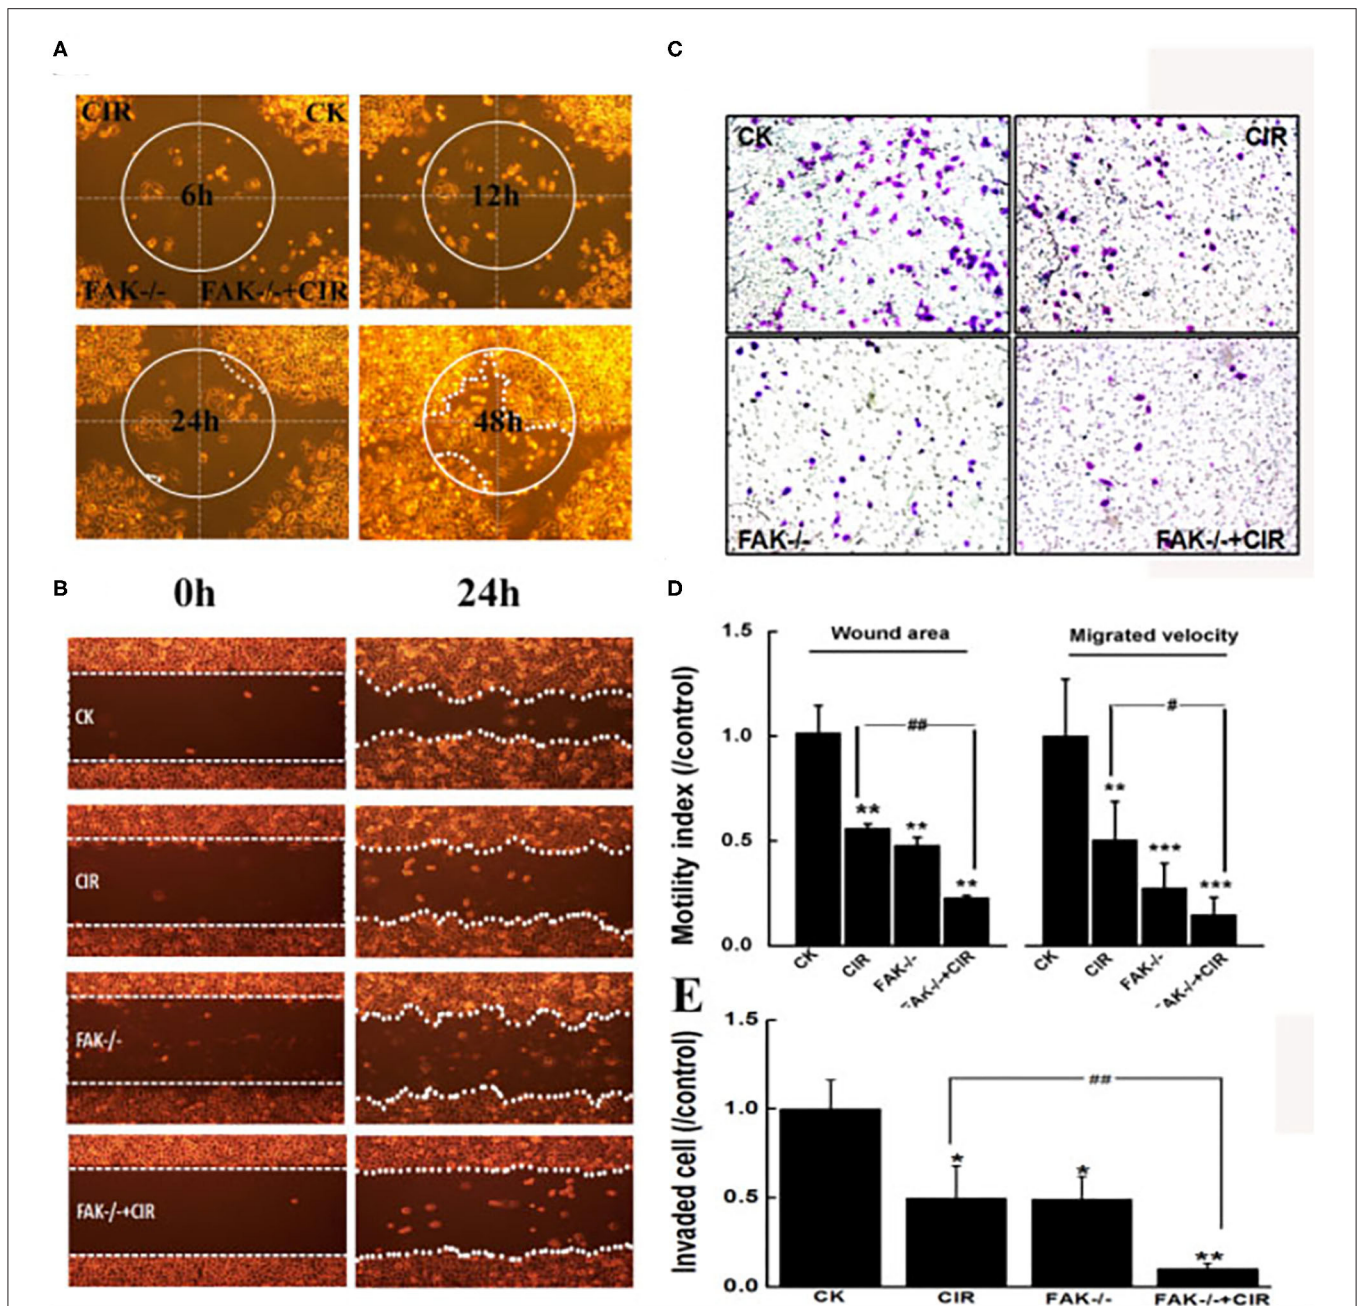 A
CIR CK
6h
12h
FAK-/- FAK-/-+CIR
24h
48h
B
0h 24h
CK
CIR
FAK-/-
FAK-/-+CIR
C
CK
CIR
FAK-/-
FAK-/-+CIR
D
Motility index (/control)
1.5
1.0
0.5
0.0
Wound area
Migrated velocity
##
#
** ** **
** *** ***
CK CIR FAK-/- FAK-/-+CIR
CK CIR FAK-/- FAK-/-+CIR
E
Invaded cell (/control)
1.5
1.0
0.5
0.0
##
* * **
CK CIR FAK-/- FAK-/-+CIR